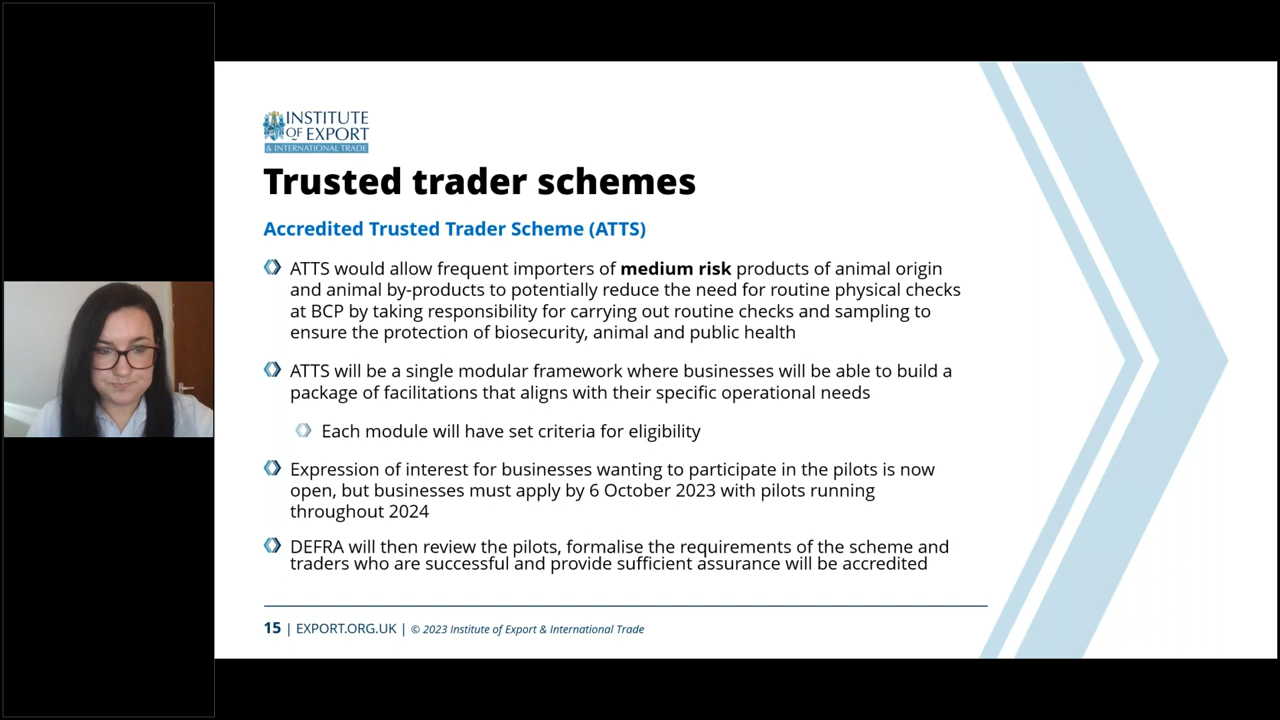 INSTITUTE
OF EXPORT
& INTERNATIONAL TRADE
Trusted trader schemes
Accredited Trusted Trader Scheme (ATTS)
ATTS would allow frequent importers of medium risk products of animal origin
and animal by-products to potentially reduce the need for routine physical checks
at BCP by taking responsibility for carrying out routine checks and sampling to
ensure the protection of biosecurity, animal and public health
ATTS will be a single modular framework where businesses will be able to build a
package of facilitations that aligns with their specific operational needs
Each module will have set criteria for eligibility
Expression of interest for businesses wanting to participate in the pilots is now
open, but businesses must apply by 6 October 2023 with pilots running
throughout 2024
DEFRA will then review the pilots, formalise the requirements of the scheme and
traders who are successful and provide sufficient assurance will be accredited
15 | EXPORT.ORG.UK | © 2023 Institute of Export & International Trade